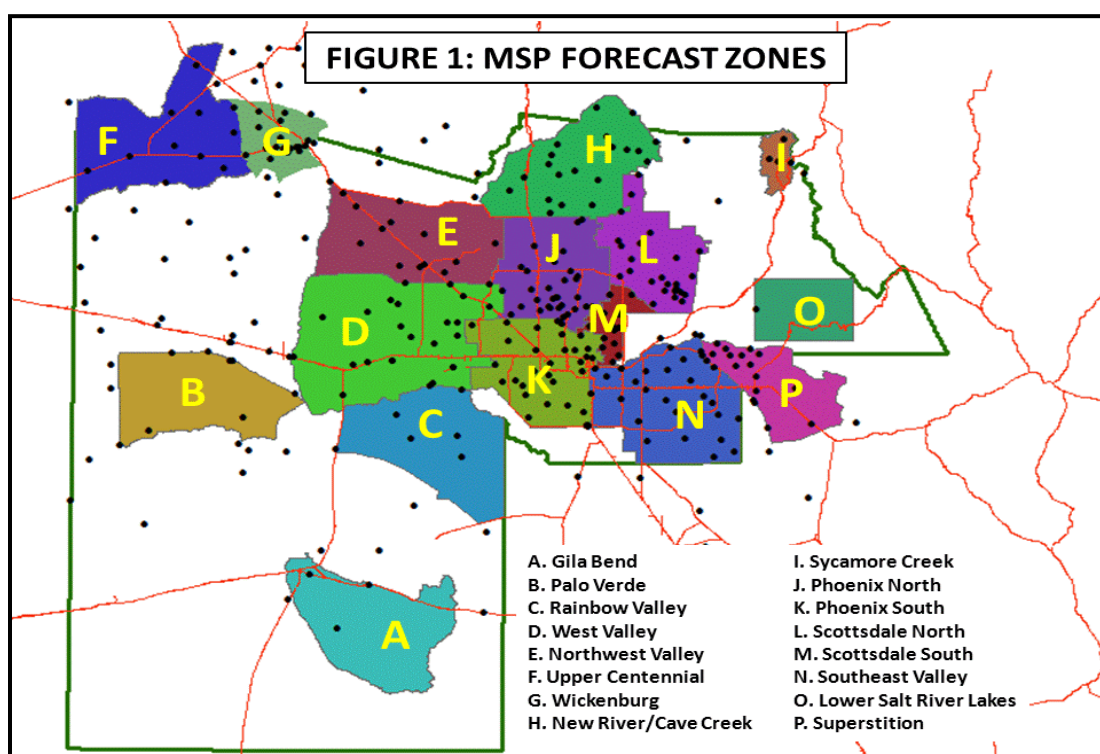 FIGURE 1: MSP FORECAST ZONES
F
G
H
I
E
J
L
D
M
O
B
C
K
N
P
A
A. Gila Bend
B. Palo Verde
C. Rainbow Valley
D. West Valley
E. Northwest Valley
F. Upper Centennial
G. Wickenburg
H. New River/Cave Creek
I. Sycamore Creek
J. Phoenix North
K. Phoenix South
L. Scottsdale North
M. Scottsdale South
N. Southeast Valley
O. Lower Salt River Lakes
P. Superstition